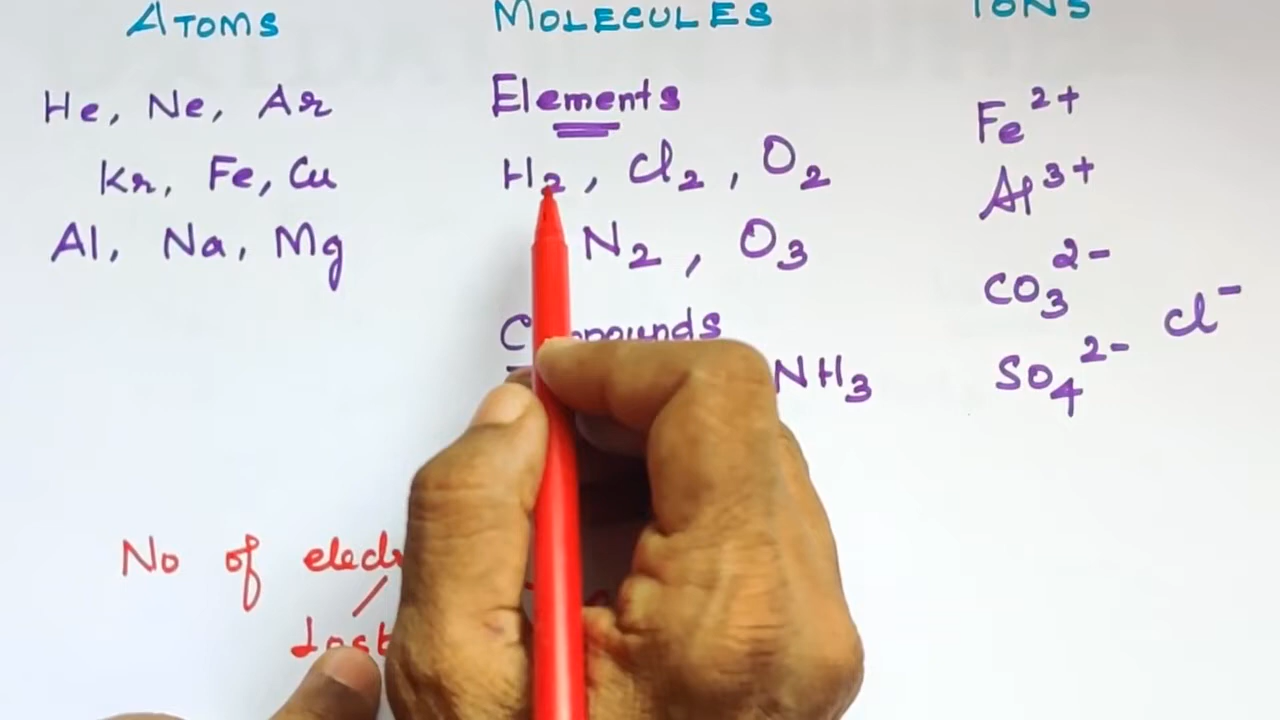 ATOMS
He, Ne, Ar
Kr, Fe, Cu
Al, Na, Mg
MOLECULES
Elements
H2, Cl2, O2
N2, O3
NH3
IONS
Fe2+
Al3+
CO3 2-
Cl-
SO4 2-
No of